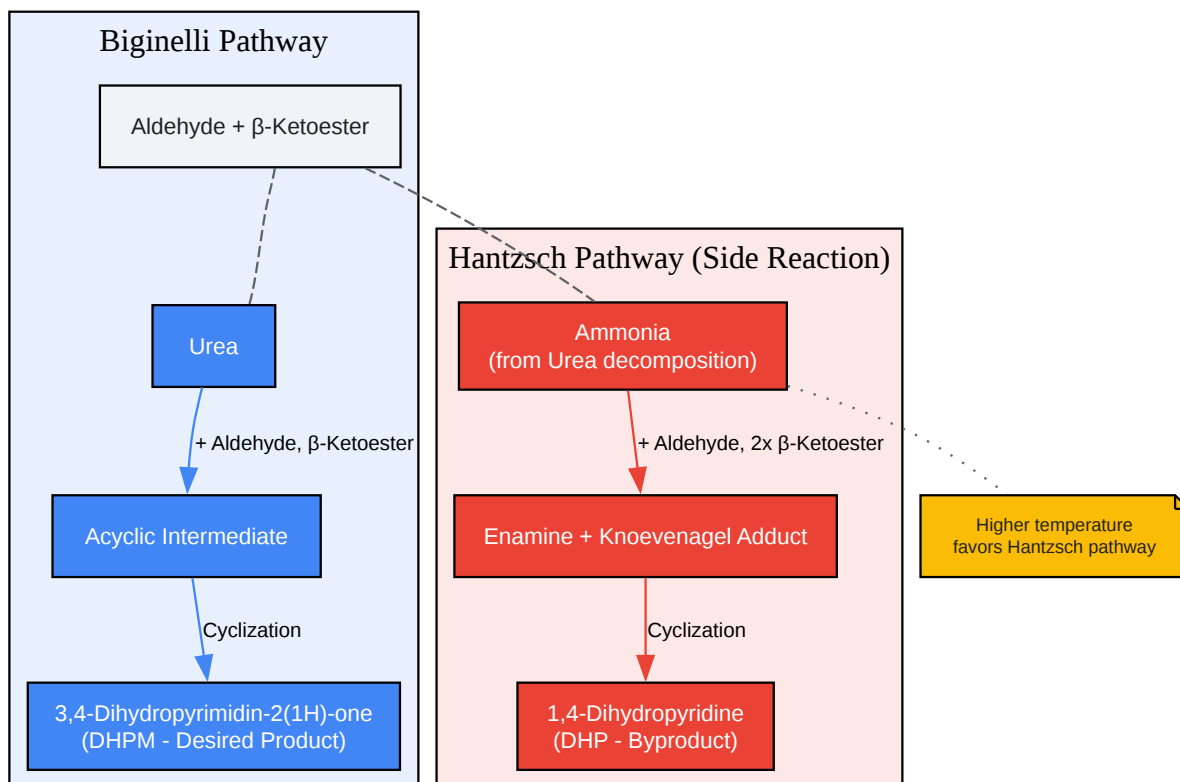 Biginelli Pathway
Aldehyde + β-Ketoester
Urea
+ Aldehyde, β-Ketoester
Acyclic Intermediate
Cyclization
3,4-Dihydropyrimidin-2(1H)-one
(DHPM - Desired Product)
Hantzsch Pathway (Side Reaction)
Ammonia
(from Urea decomposition)
+ Aldehyde, 2x β-Ketoester
Enamine + Knoevenagel Adduct
Cyclization
1,4-Dihydropyridine
(DHP - Byproduct)
Higher temperature
favors Hantzsch pathway